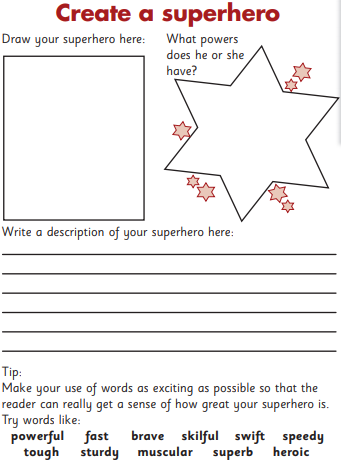 Create a superhero
Draw your superhero here:
What powers
does he or she
have?
Write a description of your superhero here:
Tip:
Make your use of words as exciting as possible so that the
reader can really get a sense of how great your superhero is.
Try words like:
powerful fast brave skilful swift speedy
tough sturdy muscular superb heroic